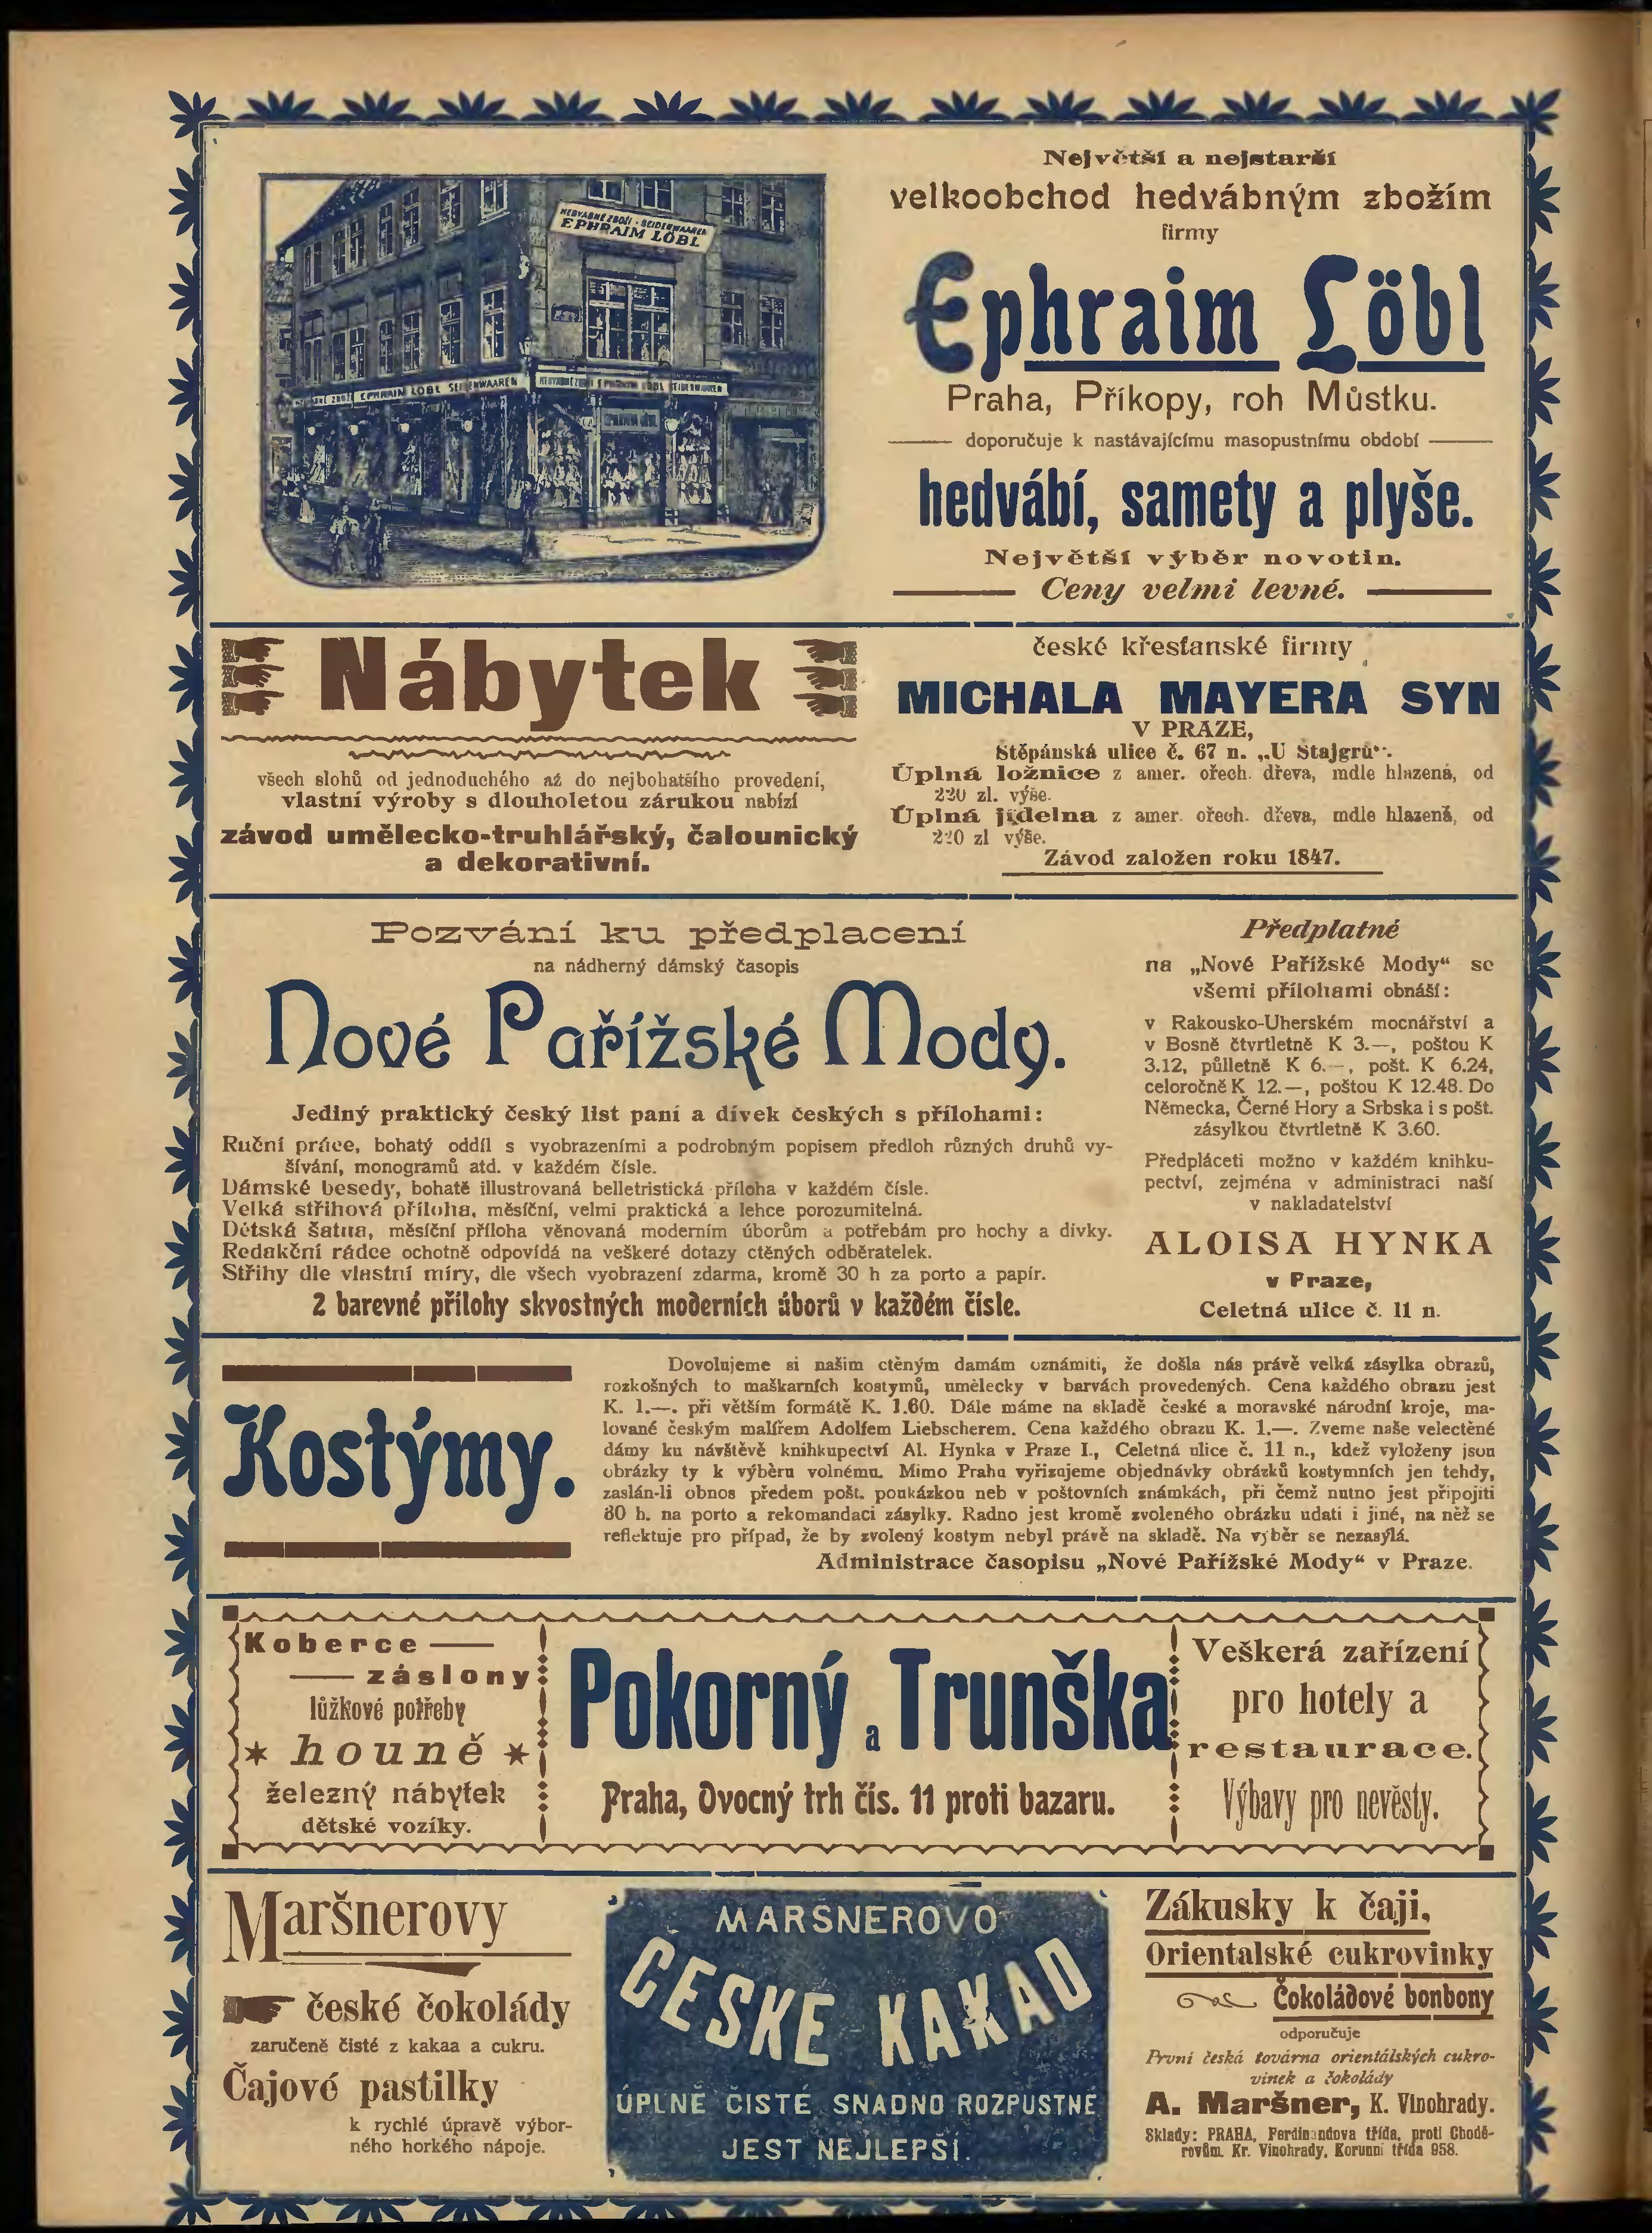 HEDVÁBNÉ ZBOŽÍ - SEIDENWAAREN
EPHRAIM LÖBL
EPHRAIM LÖBL SEIDENWAAREN
Největší a nejstarší
velkoobchod hedvábným zbožím
firmy
Ephraim Löbl
Praha, Příkopy, roh Můstku.
doporučuje k nastávajícímu masopustnímu období
hedvábí, samety a plyše.
Největší výběr novotin.
Ceny velmi levné.
Nábytek
všech slohů od jednoduchého až do nejbohatšího provedení,
vlastní výroby s dlouholetou zárukou nabízí
závod umělecko-truhlářský, čalounický
a dekorativní.
české křesťanské firmy
MICHALA MAYERA SYN
V PRAZE,
Štěpánská ulice č. 67 n. „U Štajgrů“.
Úplná ložnice z amer. ořech. dřeva, mdle hlazená, od
220 zl. výše.
Úplná jídelna z amer. ořech. dřeva, mdle hlazená, od
220 zl výše.
Závod založen roku 1847.
Pozvání ku předplacení
na nádherný dámský časopis
Nové Pařížské Mody.
Jediný praktický český list paní a dívek českých s přílohami:
Ruční práce, bohatý oddíl s vyobrazeními a podrobným popisem předloh různých druhů vy-
šívání, monogramů atd. v každém čísle.
Dámské besedy, bohatě illustrovaná belletristická příloha v každém čísle.
Velká střihová příloha, měsíční, velmi praktická a lehce porozumitelná.
Dětská šatna, měsíční příloha věnovaná moderním úborům a potřebám pro hochy a dívky.
Redakční rádce ochotně odpovídá na veškeré dotazy ctěných odběratelek.
Střihy dle vlastní míry, dle všech vyobrazení zdarma, kromě 30 h za porto a papír.
2 barevné přílohy skvostných moderních úborů v každém čísle.
Předplatné
na „Nové Pařížské Mody“ se
všemi přílohami obnáší:
v Rakousko-Uherském mocnářství a
v Bosně čtvrtletně K 3.—, poštou K
3.12, půlletně K 6.—, pošt. K 6.24,
celoročně K 12.—, poštou K 12.48. Do
Německa, Černé Hory a Srbska i s pošt.
zásylkou čtvrtletně K 3.60.
Předpláceti možno v každém knihku-
pectví, zejména v administraci naší
v nakladatelství
ALOISA HYNKA
v Praze,
Celetná ulice č. 11 n.
Kostýmy.
Dovolujeme si našim ctěným damám oznámiti, že došla nás právě velká zásylka obrazů,
rozkošných to maškarních kostymů, umělecky v barvách provedených. Cena každého obrazu jest
K. 1.—. při větším formátě K. 1.60. Dále máme na skladě české a moravské národní kroje, ma-
lované českým malířem Adolfem Liebscherem. Cena každého obrazu K. 1.—. Zveme naše velectěné
dámy ku návštěvě knihkupectví Al. Hynka v Praze I., Celetná ulice č. 11 n., kdež vyloženy jsou
obrázky ty k výběru volnému. Mimo Prahu vyřizujeme objednávky obrázků kostymních jen tehdy,
zaslán-li obnos předem pošt. poukázkou neb v poštovních známkách, při čemž nutno jest připojiti
30 h. na porto a rekomandaci zásylky. Radno jest kromě zvoleného obrázku udati i jiné, na něž se
reflektuje pro případ, že by zvolený kostym nebyl právě na skladě. Na výběr se nezasýlá.
Administrace časopisu „Nové Pařížské Mody“ v Praze.
Koberce
záslony
lůžkové potřeby
houně
železný nábytek
dětské vozíky.
Pokorný a Trunška
Praha, Ovocný trh čís. 11 proti bazaru.
Veškerá zařízení
pro hotely a
restaurace.
Výbavy pro nevěsty.
Maršnerovy
české čokolády
zaručeně čisté z kakaa a cukru.
Čajové pastilky
k rychlé úpravě výbor-
ného horkého nápoje.
MARŠNEROVO
ČESKÉ KAKAO
ÚPLNĚ ČISTÉ SNADNO ROZPUSTNÉ
JEST NEJLEPŠÍ.
Zákusky k čaji,
Orientalské cukrovinky
Čokoládové bonbony
odporučuje
První česká továrna orientálských cukro-
vinek a čokolády
A. Maršner, K. Vinohrady.
Sklady: PRAHA, Ferdinandova třída, proti Chodě-
rovům. Kr. Vinohrady, Korunní třída 958.